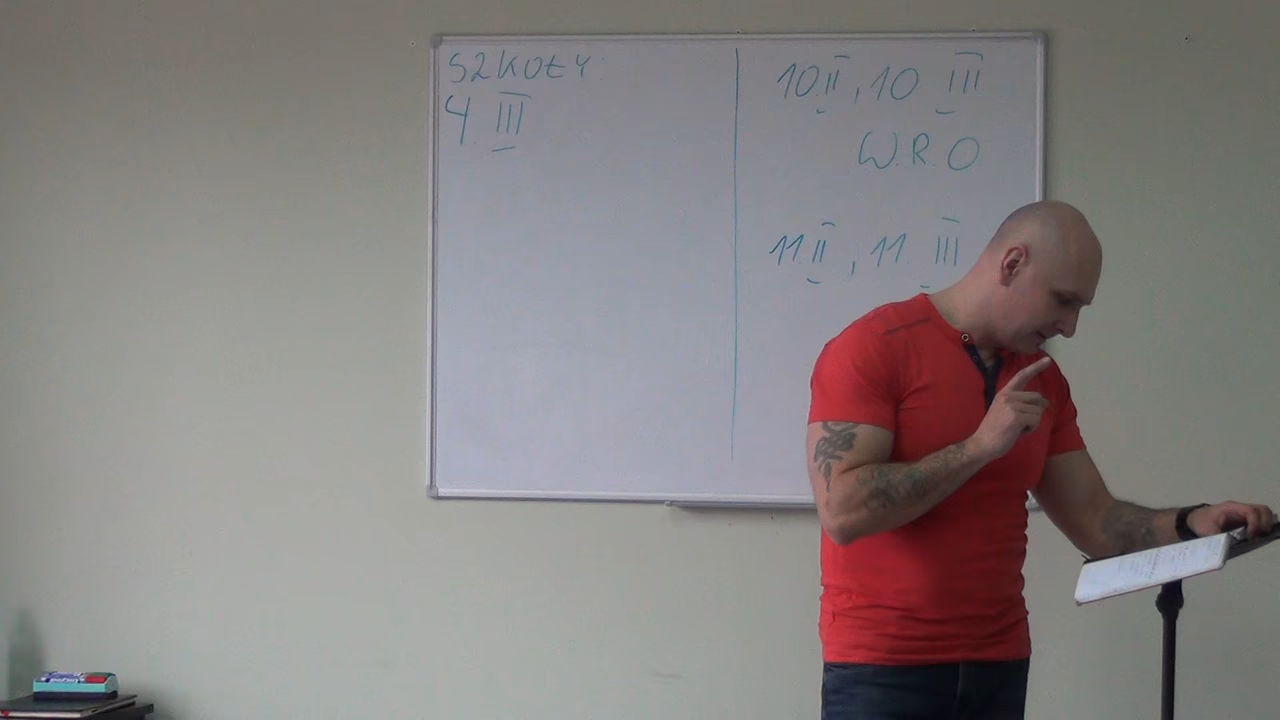 SZKOŁY
4 III
10.II, 10 III
W.R.O
11.II, 11. III